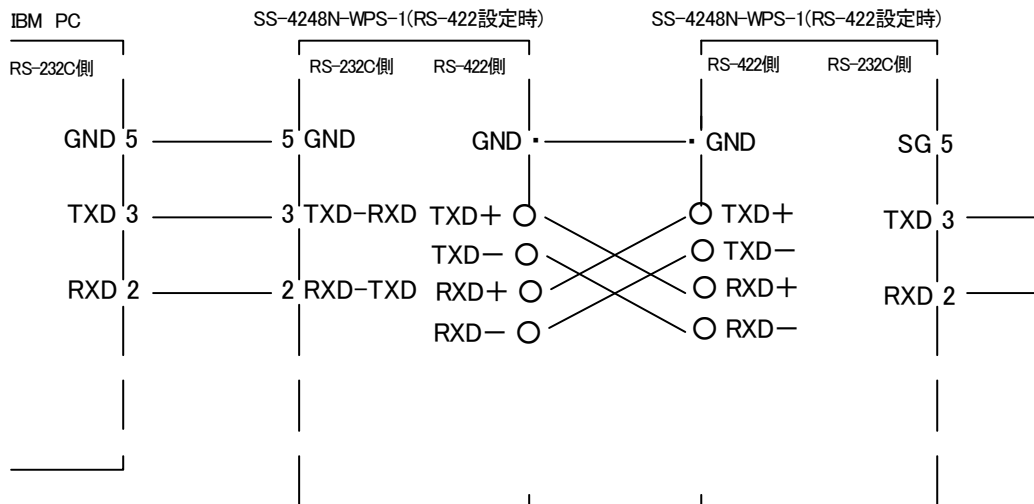 IBM PC SS-4248N-WPS-1(RS-422設定時) SS-4248N-WPS-1(RS-422設定時)
RS-232C側 RS-232C側 RS-422側 RS-422側 RS-232C側
GND 5 5 GND GND GND SG 5
TXD 3 3 TXD-RXD TXD+ TXD+ TXD 3
TXD- TXD-
RXD 2 2 RXD-TXD RXD+ RXD+ RXD 2
RXD- RXD-